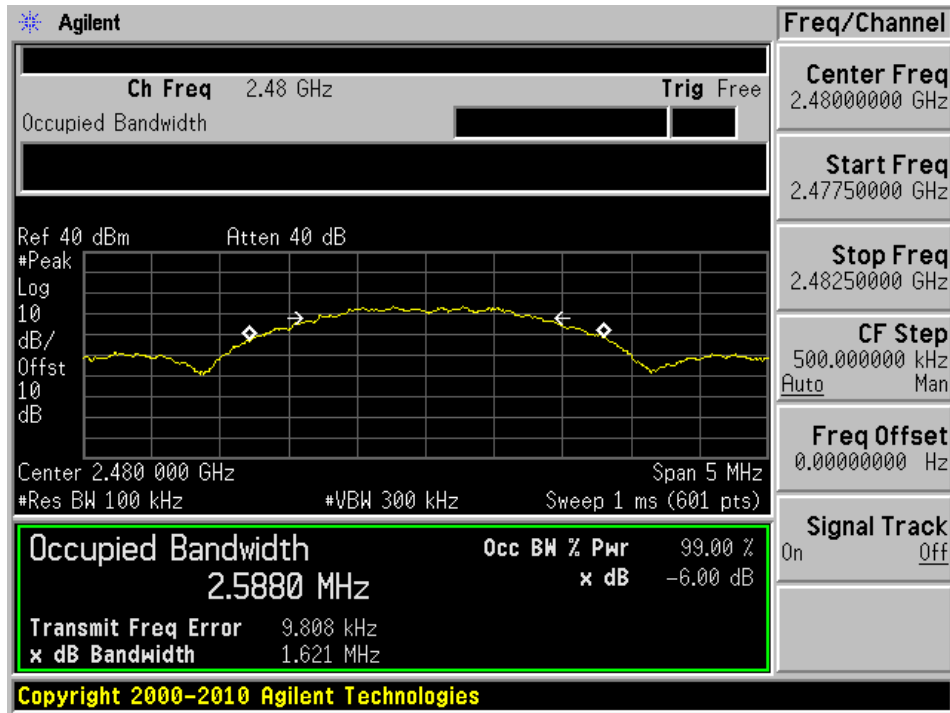 Agilent
Freq/Channel
Ch Freq 2.48 GHz Trig Free
Occupied Bandwidth
Center Freq
2.48000000 GHz
Start Freq
2.47750000 GHz
Stop Freq
2.48250000 GHz
CF Step
500.000000 kHz
Auto Man
Freq Offset
0.00000000 Hz
Signal Track
On Off
Ref 40 dBm Atten 40 dB
#Peak
Log
10
dB/
Offst
10
dB
Center 2.480 000 GHz Span 5 MHz
#Res BW 100 kHz #VBW 300 kHz Sweep 1 ms (601 pts)
Occupied Bandwidth
2.5880 MHz
Occ BW % Pwr 99.00 %
x dB -6.00 dB
Transmit Freq Error 9.808 kHz
x dB Bandwidth 1.621 MHz
Copyright 2000-2010 Agilent Technologies